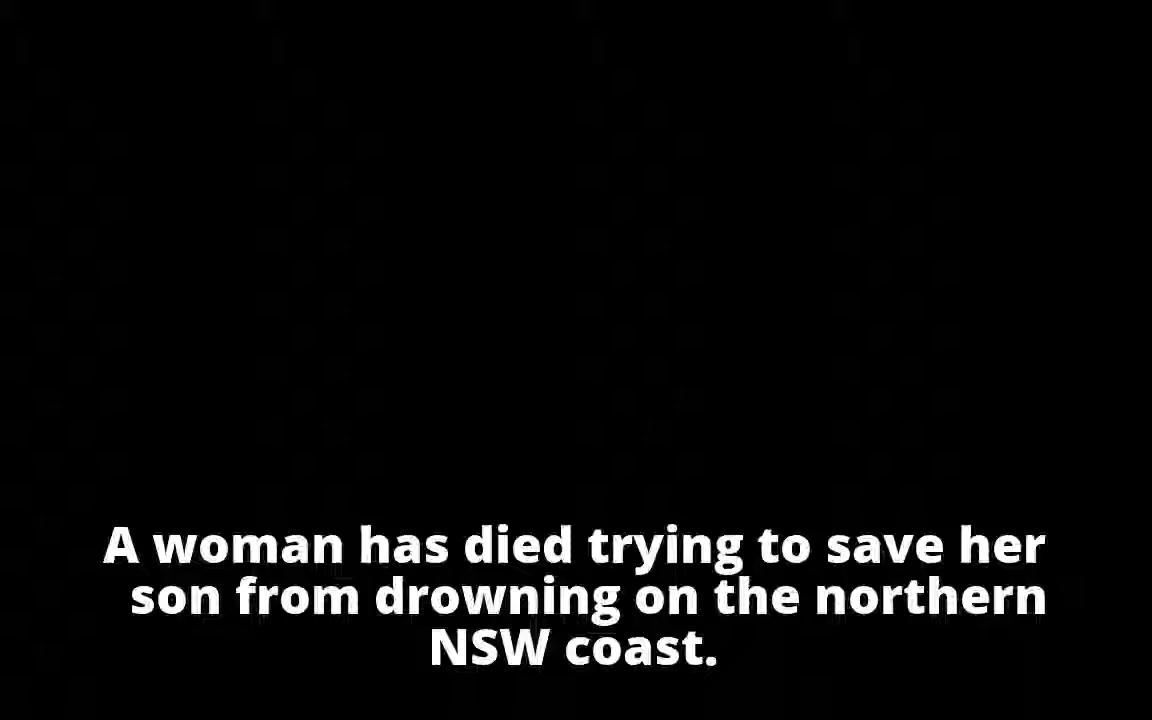 A woman has died trying to save her
son from drowning on the northern
NSW coast.